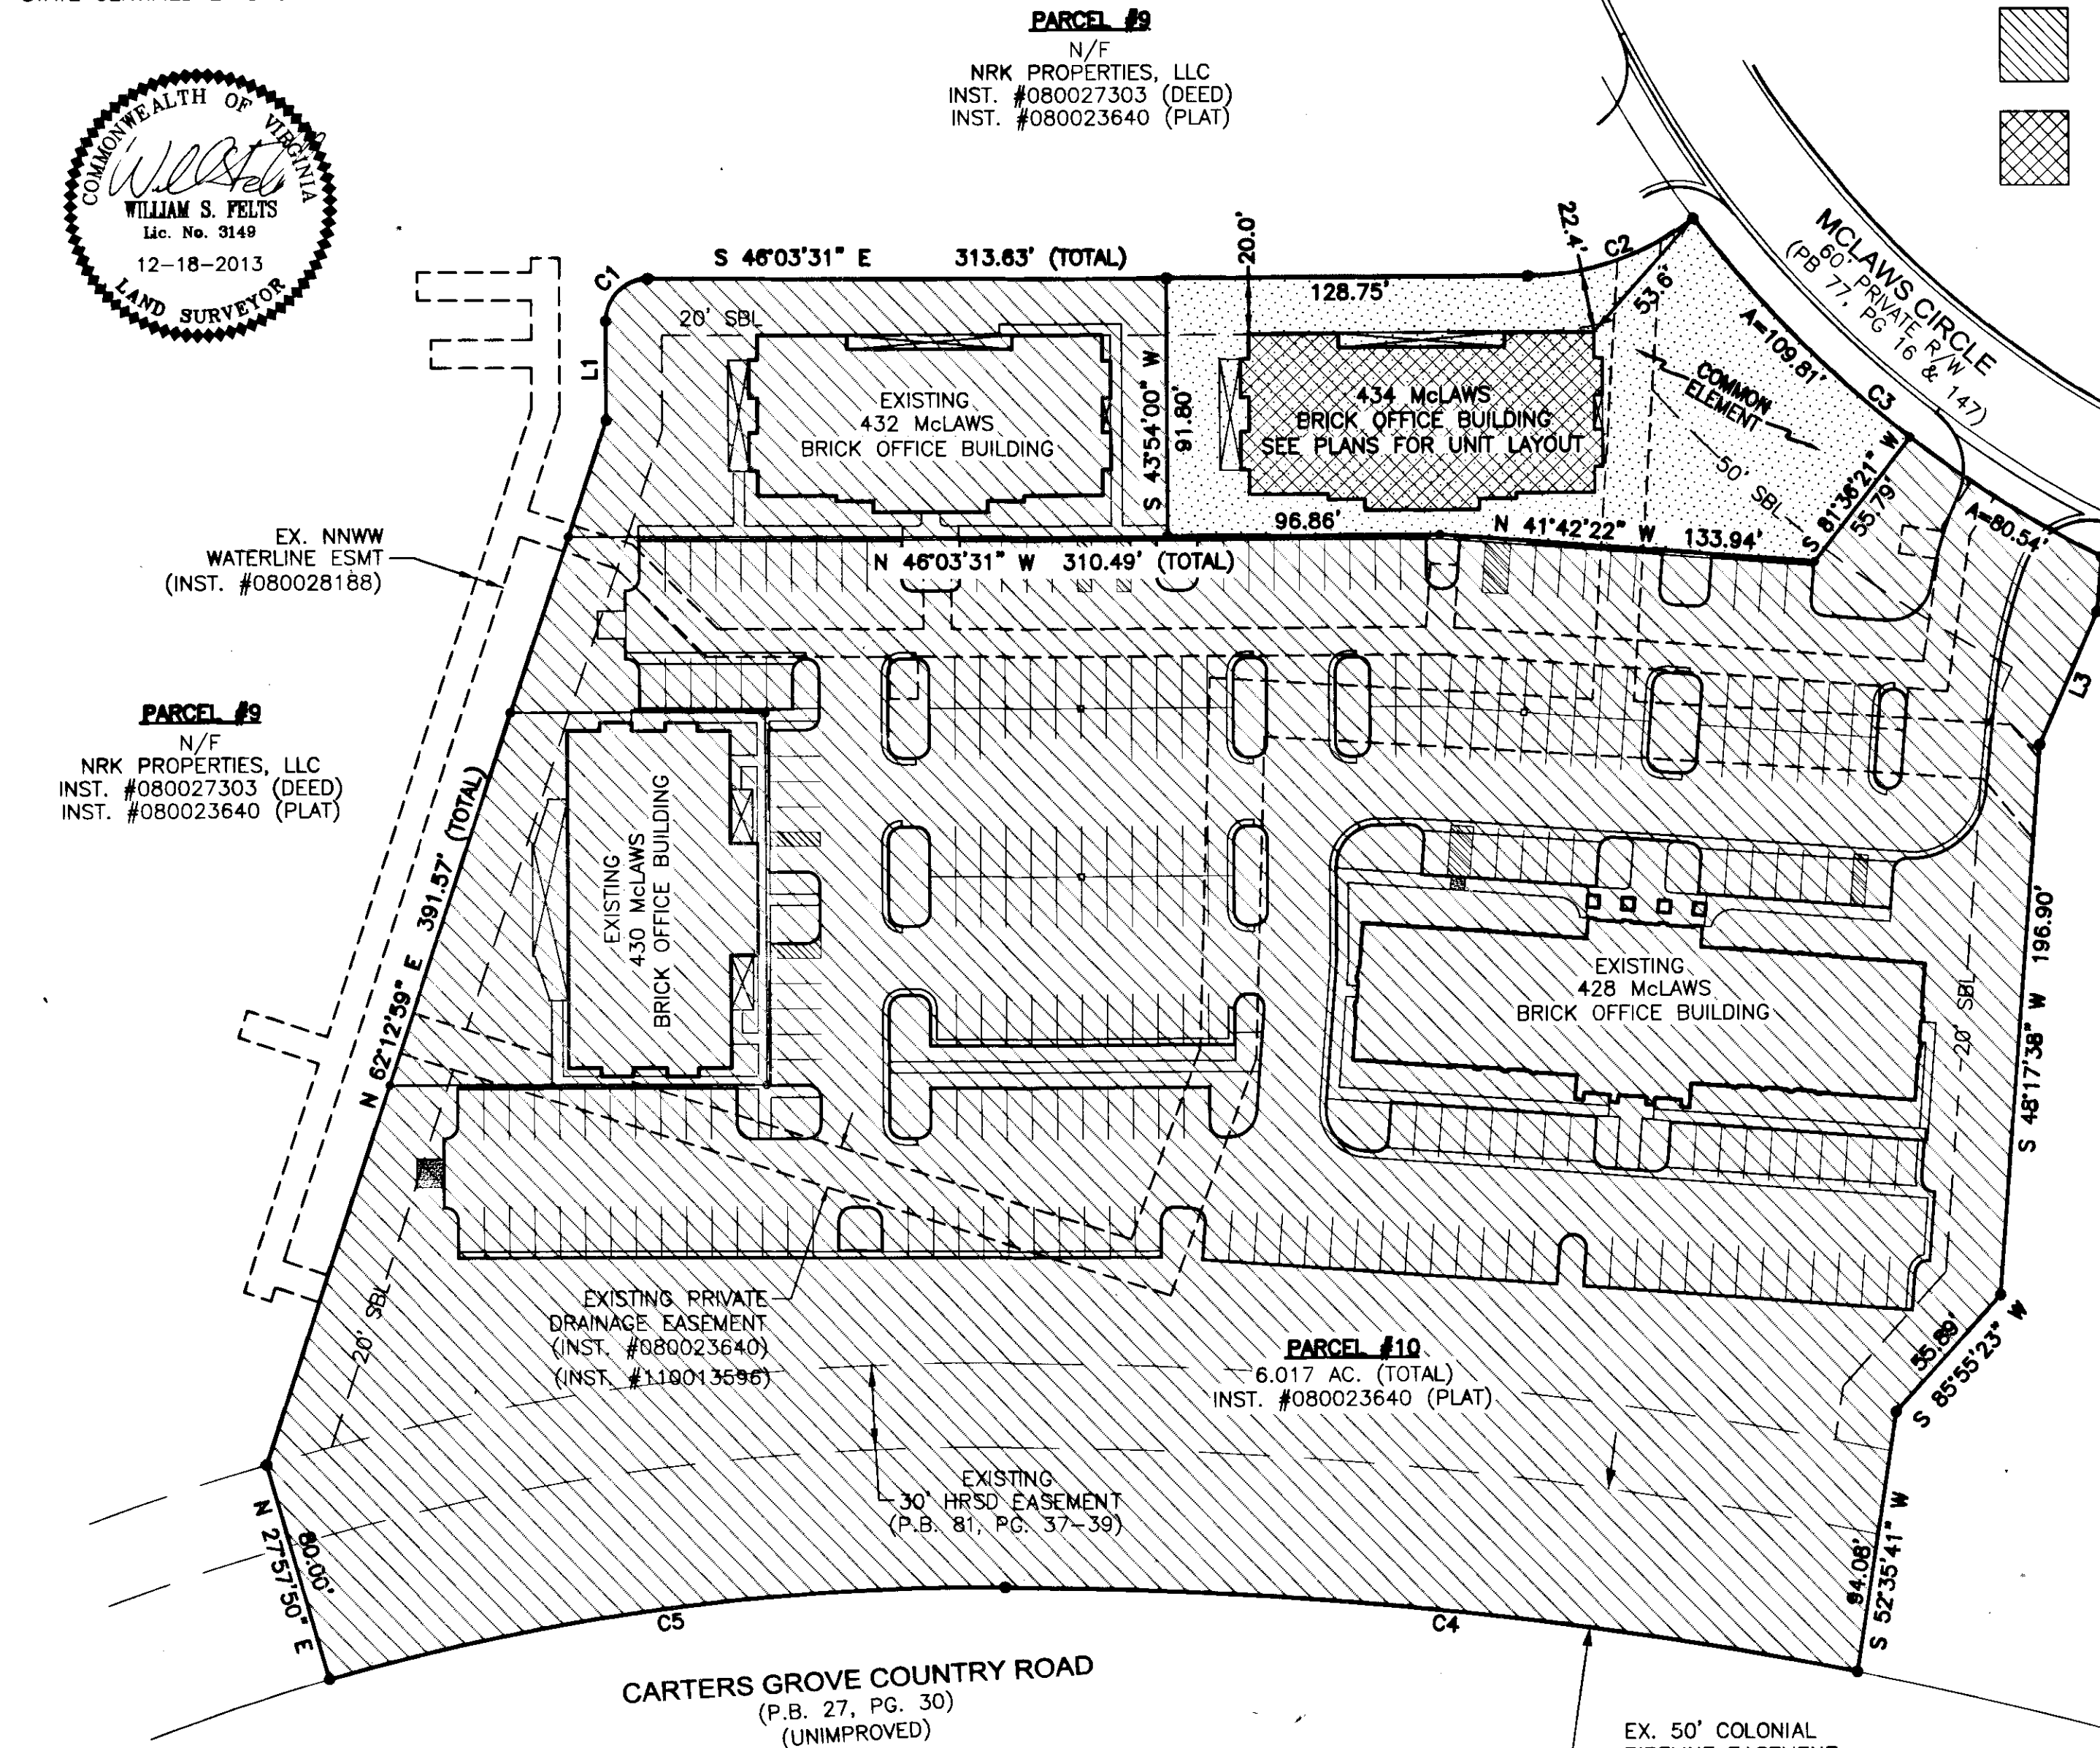 PARCEL #9
N/F
NRK PROPERTIES, LLC
INST. #080027303 (DEED)
INST. #080023640 (PLAT)
COMMONWEALTH OF VIRGINIA
WILLIAM S. FELTS
Lic. No. 3149
12-18-2013
LAND SURVEYOR
MCLAWS CIRCLE
60' PRIVATE R/W
(PB 77, PG 16 & 147)
C1
S 46°03'31" E 313.63' (TOTAL)
20.0'
128.75'
22.4'
C2
53.6'
A=109.81'
C3
L1
20' SBL
EXISTING
432 McLAWS
BRICK OFFICE BUILDING
S 43°54'00" W
91.80'
434 McLAWS
BRICK OFFICE BUILDING
SEE PLANS FOR UNIT LAYOUT
COMMON
ELEMENT
50' SBL
S 81°36'21" W
55.79'
A=80.54'
96.86'
N 41°42'22" W 133.94'
N 46°03'31" W 310.49' (TOTAL)
EX. NNWW
WATERLINE ESMT
(INST. #080028188)
L3
PARCEL #9
N/F
NRK PROPERTIES, LLC
INST. #080027303 (DEED)
INST. #080023640 (PLAT)
N 62°12'59" E 391.57' (TOTAL)
EXISTING
430 McLAWS
BRICK OFFICE BUILDING
EXISTING
428 McLAWS
BRICK OFFICE BUILDING
20' SBL
S 48°17'38" W 196.90'
20' SBL
EXISTING PRIVATE
DRAINAGE EASEMENT
(INST. #080023640)
(INST. #110013596)
PARCEL #10
6.017 AC. (TOTAL)
INST. #080023640 (PLAT)
55.89'
S 85°55'23" W
EXISTING
30' HRSD EASEMENT
(P.B. 81, PG. 37-39)
N 27°57'50" E
80.00'
94.08'
S 52°35'41" W
C5
C4
CARTERS GROVE COUNTRY ROAD
(P.B. 27, PG. 30)
(UNIMPROVED)
EX. 50' COLONIAL